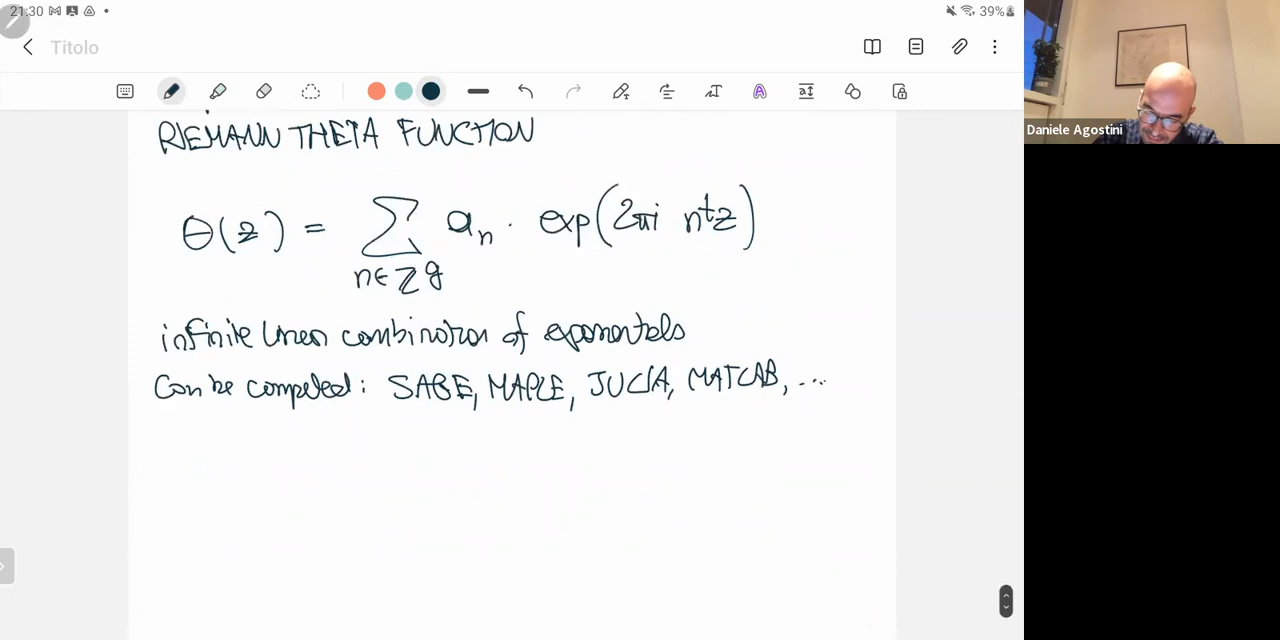 21:30
39%
Titolo
Daniele Agostini
RIEMANN THETA FUNCTION
θ(z) = ∑ aₙ · exp(2πi nᵗz)
n∈ℤᵍ
infinite linear combination of exponentials
Can be computed: SAGE, MAPLE, JULIA, MATLAB, ...